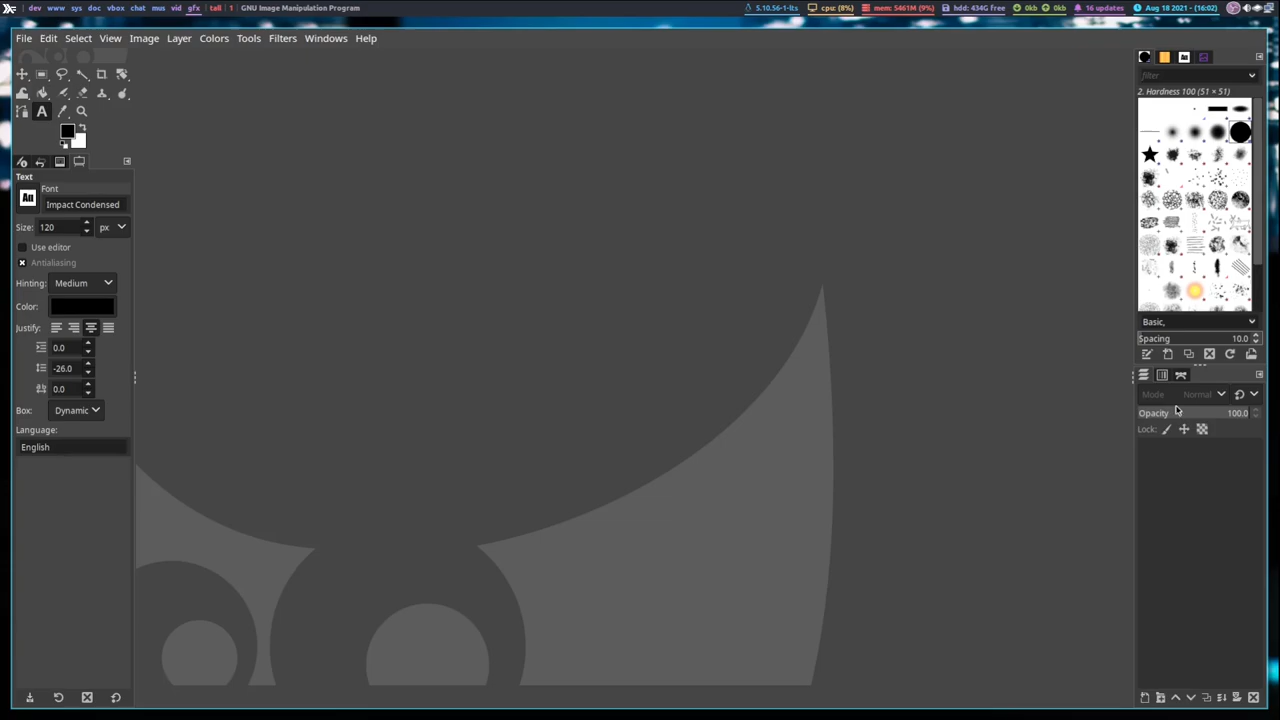 dev www sys doc vbox chat mus vid gfx | tall | 1 | GNU Image Manipulation Program
5.10.56-1-lts cpu: (8%) mem: 5461M (9%) hdd: 434G free 0kb 0kb 16 updates Aug 18 2021 - (16:02)
File Edit Select View Image Layer Colors Tools Filters Windows Help
Text
Font
Aa
Impact Condensed
Size: 120 px
Use editor
Antialiasing
Hinting: Medium
Color:
Justify:
0.0
-26.0
0.0
Box: Dynamic
Language:
English
filter
2. Hardness 100 (51 × 51)
Basic,
Spacing 10.0
Mode Normal
Opacity 100.0
Lock: